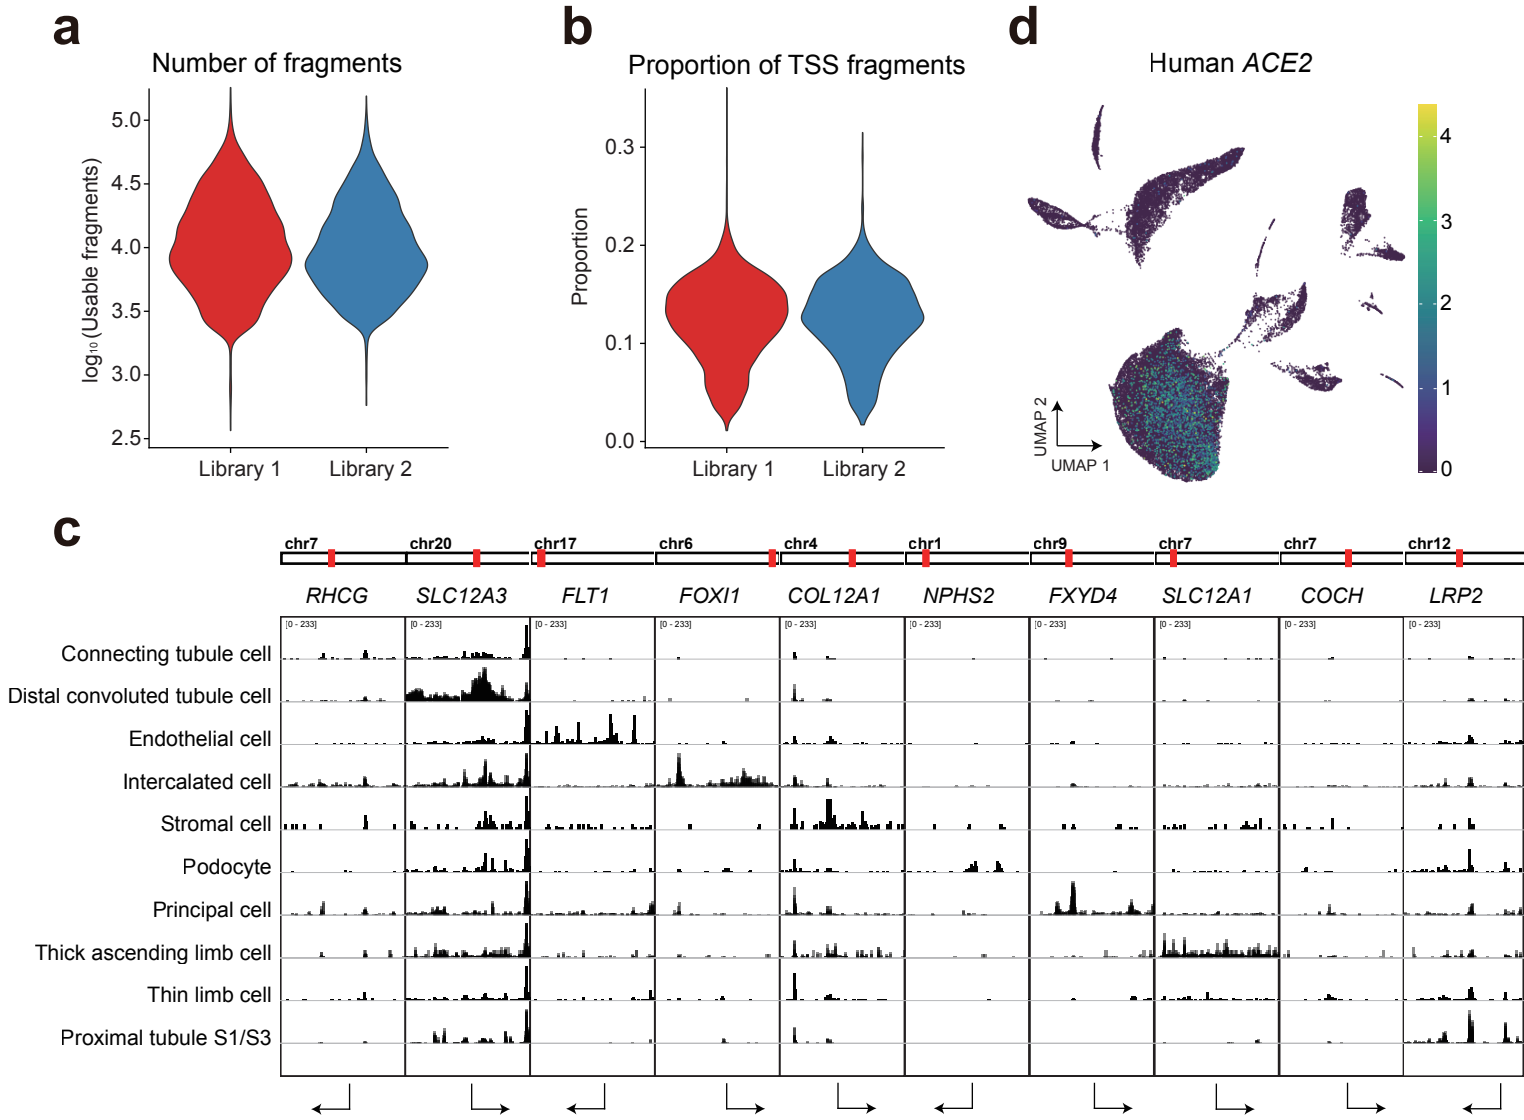 a
Number of fragments
log₁₀ (Usable fragments)
5.0
4.5
4.0
3.5
3.0
2.5
Library 1
Library 2
b
Proportion of TSS fragments
Proportion
0.3
0.2
0.1
0.0
Library 1
Library 2
d
Human ACE2
4
3
2
1
0
UMAP 2
UMAP 1
c
chr7 chr20 chr17 chr6 chr4 chr1 chr9 chr7 chr7 chr12
RHCG SLC12A3 FLT1 FOXI1 COL12A1 NPHS2 FXYD4 SLC12A1 COCH LRP2
[0 - 233] [0 - 233] [0 - 233] [0 - 233] [0 - 233] [0 - 233] [0 - 233] [0 - 233] [0 - 233] [0 - 233]
Connecting tubule cell
Distal convoluted tubule cell
Endothelial cell
Intercalated cell
Stromal cell
Podocyte
Principal cell
Thick ascending limb cell
Thin limb cell
Proximal tubule S1/S3